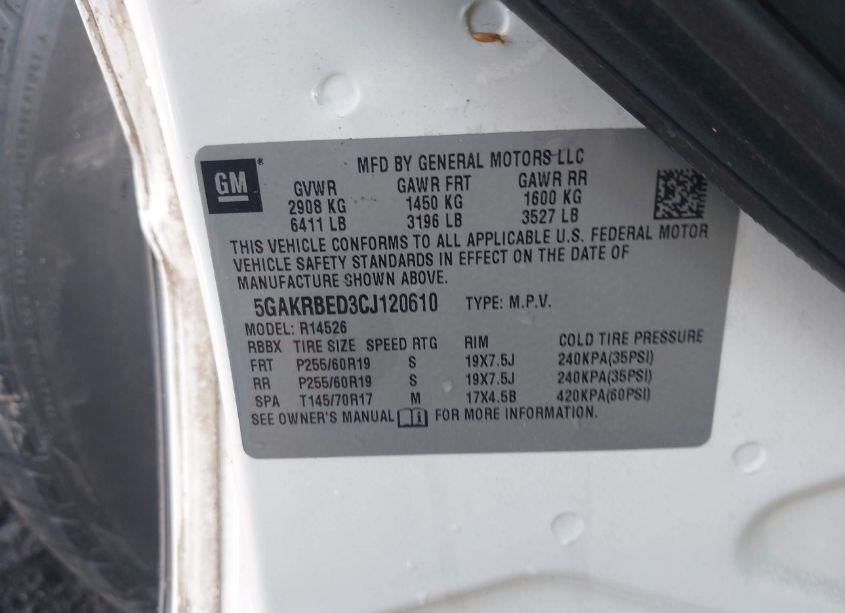 GM
MFD BY GENERAL MOTORS LLC
GVWR GAWR FRT GAWR RR
2908 KG 1450 KG 1600 KG
6411 LB 3196 LB 3527 LB
THIS VEHICLE CONFORMS TO ALL APPLICABLE U.S. FEDERAL MOTOR
VEHICLE SAFETY STANDARDS IN EFFECT ON THE DATE OF
MANUFACTURE SHOWN ABOVE.
5GAKRBED3CJ120610 TYPE: M.P.V.
MODEL: R14526
RBBX TIRE SIZE SPEED RTG RIM COLD TIRE PRESSURE
FRT P255/60R19 S 19X7.5J 240KPA(35PSI)
RR P255/60R19 S 19X7.5J 240KPA(35PSI)
SPA T145/70R17 M 17X4.5B 420KPA(60PSI)
SEE OWNER'S MANUAL FOR MORE INFORMATION.